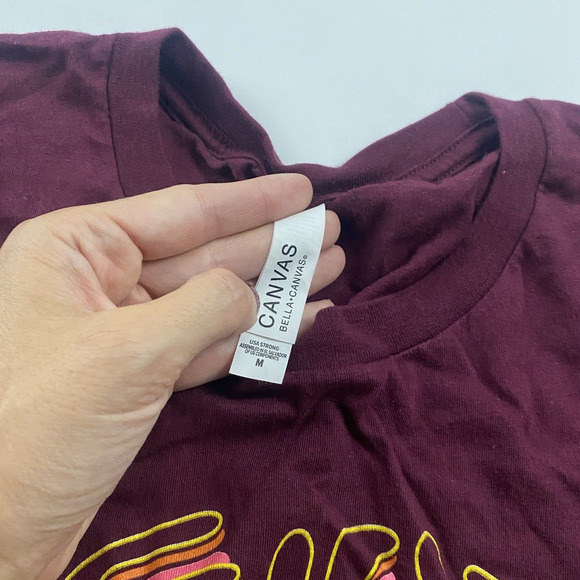 CANVAS
BELLA+CANVAS®
USA STRONG
ASSEMBLED IN EL SALVADOR
OF US COMPONENTS
M